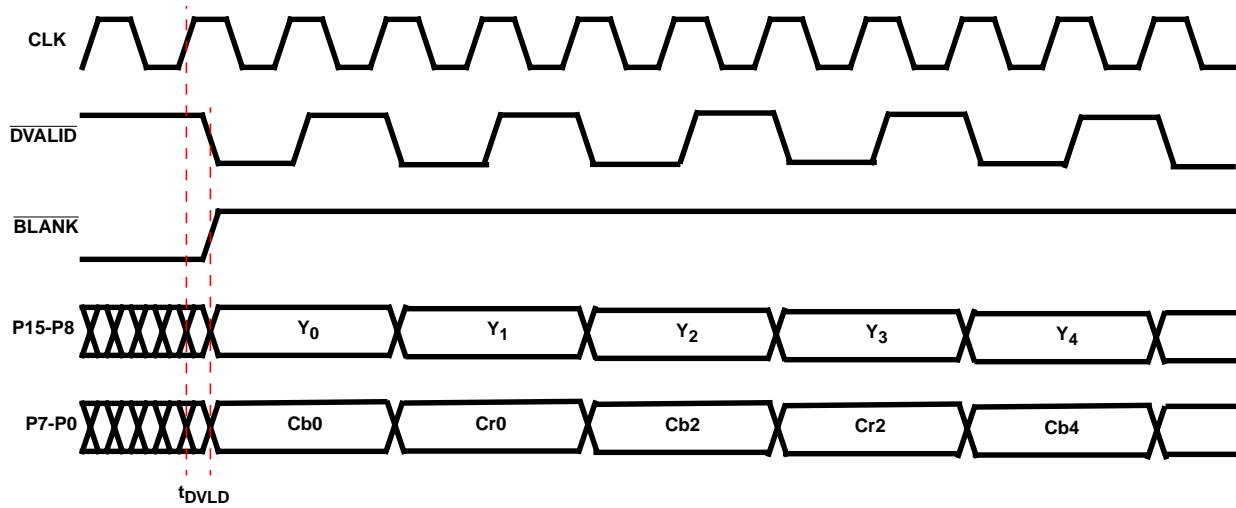 CLK
DVALID
BLANK
P15-P8
Y0
Y1
Y2
Y3
Y4
P7-P0
Cb0
Cr0
Cb2
Cr2
Cb4
tDVLD